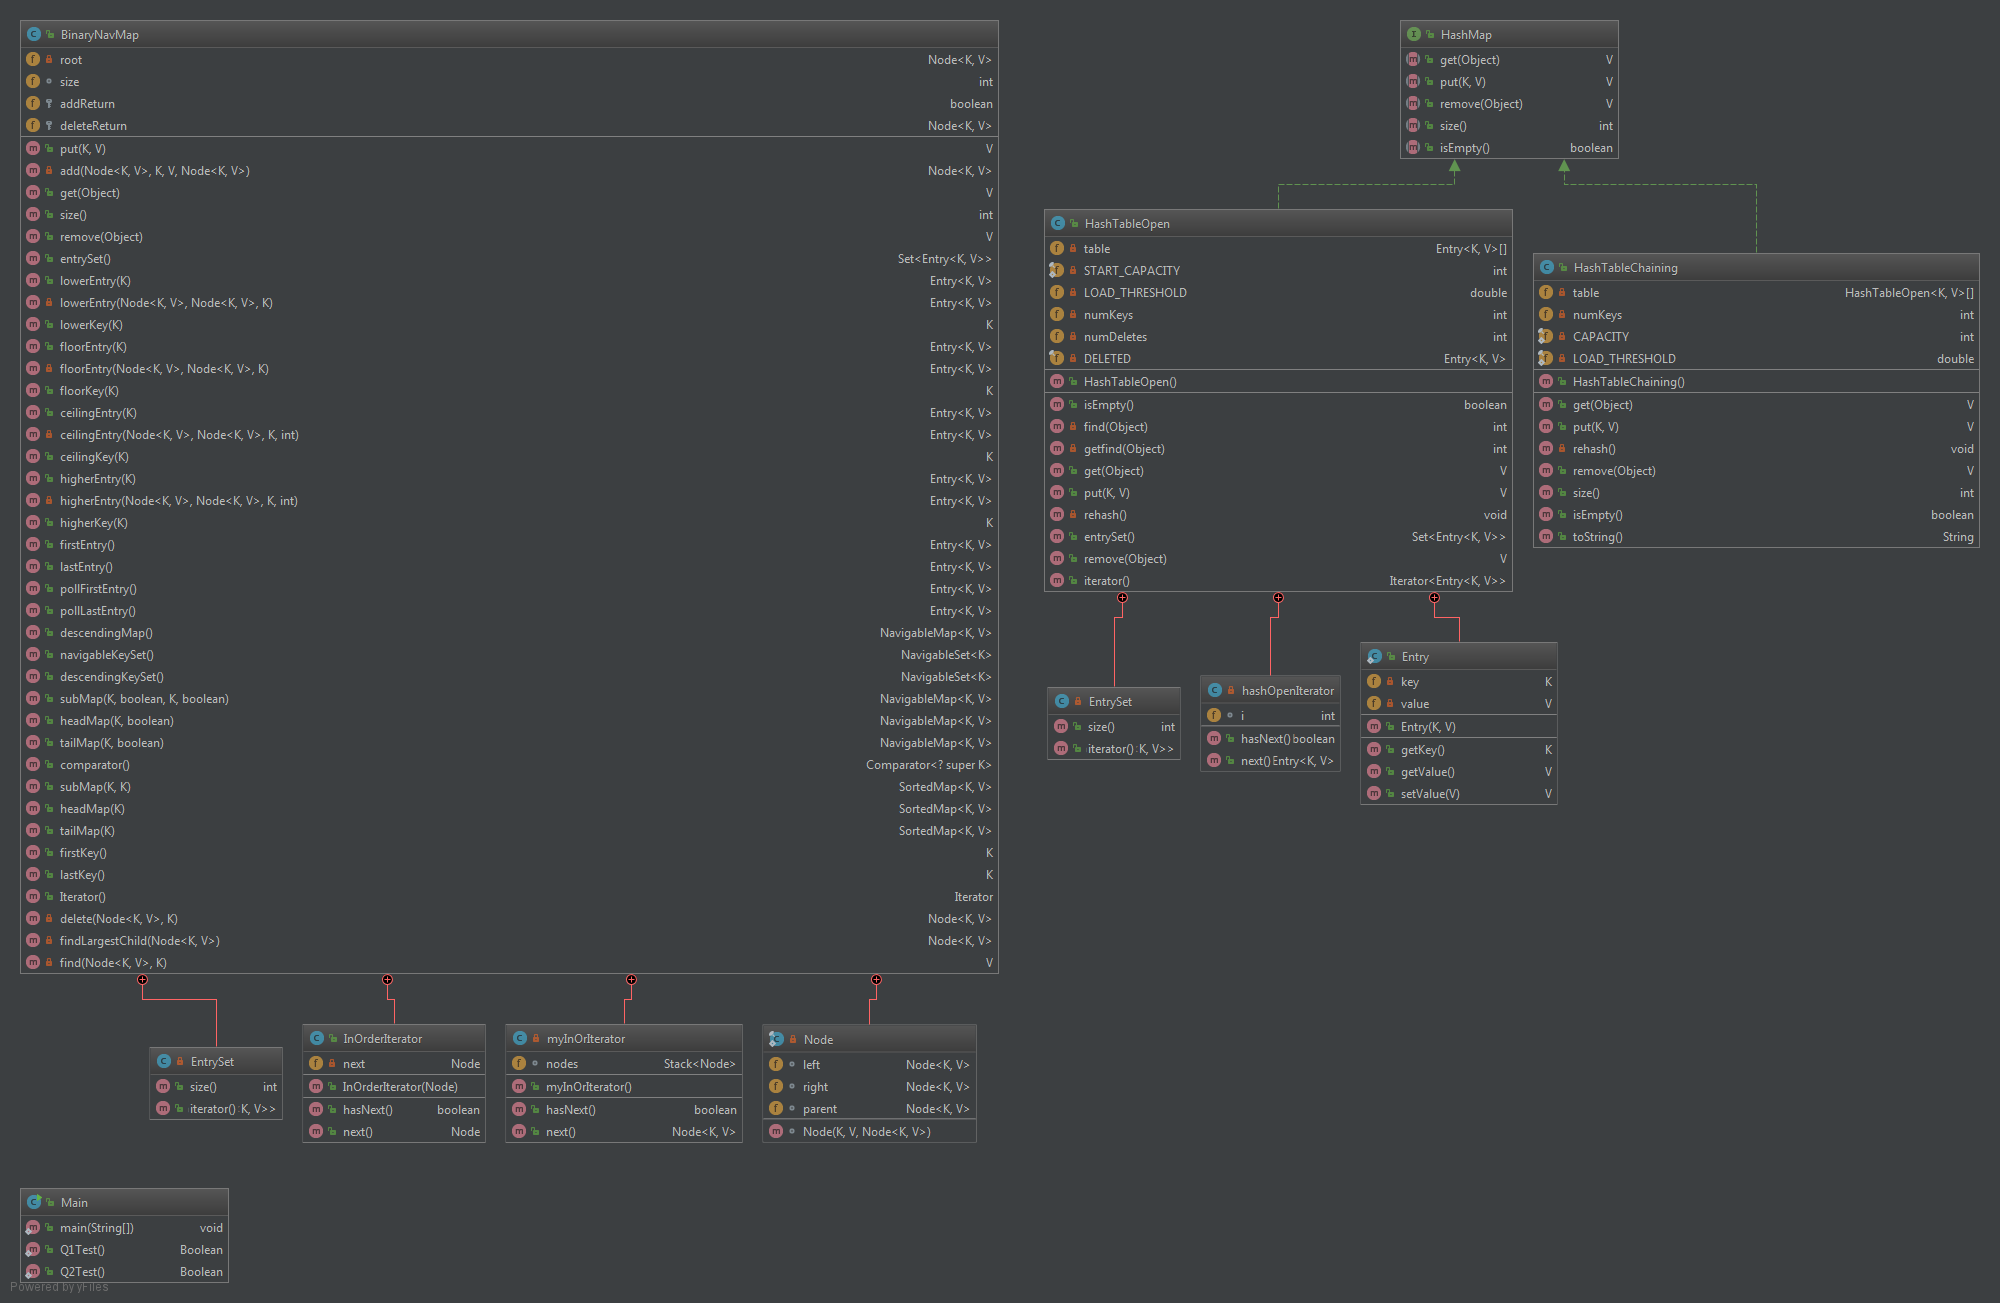 BinaryNavMap
root Node<K, V>
size int
addReturn boolean
deleteReturn Node<K, V>
put(K, V) V
add(Node<K, V>, K, V, Node<K, V>) Node<K, V>
get(Object) V
size() int
remove(Object) V
entrySet() Set<Entry<K, V>>
lowerEntry(K) Entry<K, V>
lowerEntry(Node<K, V>, Node<K, V>, K) Entry<K, V>
lowerKey(K) K
floorEntry(K) Entry<K, V>
floorEntry(Node<K, V>, Node<K, V>, K) Entry<K, V>
floorKey(K) K
ceilingEntry(K) Entry<K, V>
ceilingEntry(Node<K, V>, Node<K, V>, K, int) Entry<K, V>
ceilingKey(K) K
higherEntry(K) Entry<K, V>
higherEntry(Node<K, V>, Node<K, V>, K, int) Entry<K, V>
higherKey(K) K
firstEntry() Entry<K, V>
lastEntry() Entry<K, V>
pollFirstEntry() Entry<K, V>
pollLastEntry() Entry<K, V>
descendingMap() NavigableMap<K, V>
navigableKeySet() NavigableSet<K>
descendingKeySet() NavigableSet<K>
subMap(K, boolean, K, boolean) NavigableMap<K, V>
headMap(K, boolean) NavigableMap<K, V>
tailMap(K, boolean) NavigableMap<K, V>
comparator() Comparator<? super K>
subMap(K, K) SortedMap<K, V>
headMap(K) SortedMap<K, V>
tailMap(K) SortedMap<K, V>
firstKey() K
lastKey() K
Iterator() Iterator
delete(Node<K, V>, K) Node<K, V>
findLargestChild(Node<K, V>) Node<K, V>
find(Node<K, V>, K) V
EntrySet
size() int
iterator() : K, V>>
InOrderIterator
next Node
InOrderIterator(Node)
hasNext() boolean
next() Node
myInOrIterator
nodes Stack<Node>
myInOrIterator()
hasNext() boolean
next() Node<K, V>
Node
left Node<K, V>
right Node<K, V>
parent Node<K, V>
Node(K, V, Node<K, V>)
Main
main(String[]) void
Q1Test() Boolean
Q2Test() Boolean
Powered by yFiles
HashMap
get(Object) V
put(K, V) V
remove(Object) V
size() int
isEmpty() boolean
HashTableOpen
table Entry<K, V>[]
START_CAPACITY int
LOAD_THRESHOLD double
numKeys int
numDeletes int
DELETED Entry<K, V>
HashTableOpen()
isEmpty() boolean
find(Object) int
getfind(Object) int
get(Object) V
put(K, V) V
rehash() void
entrySet() Set<Entry<K, V>>
remove(Object) V
iterator() Iterator<Entry<K, V>>
HashTableChaining
table HashTableOpen<K, V>[]
numKeys int
CAPACITY int
LOAD_THRESHOLD double
HashTableChaining()
get(Object) V
put(K, V) V
rehash() void
remove(Object) V
size() int
isEmpty() boolean
toString() String
EntrySet
size() int
iterator() : K, V>>
hashOpenIterator
i int
hasNext() boolean
next() Entry<K, V>
Entry
key K
value V
Entry(K, V)
getKey() K
getValue() V
setValue(V) V